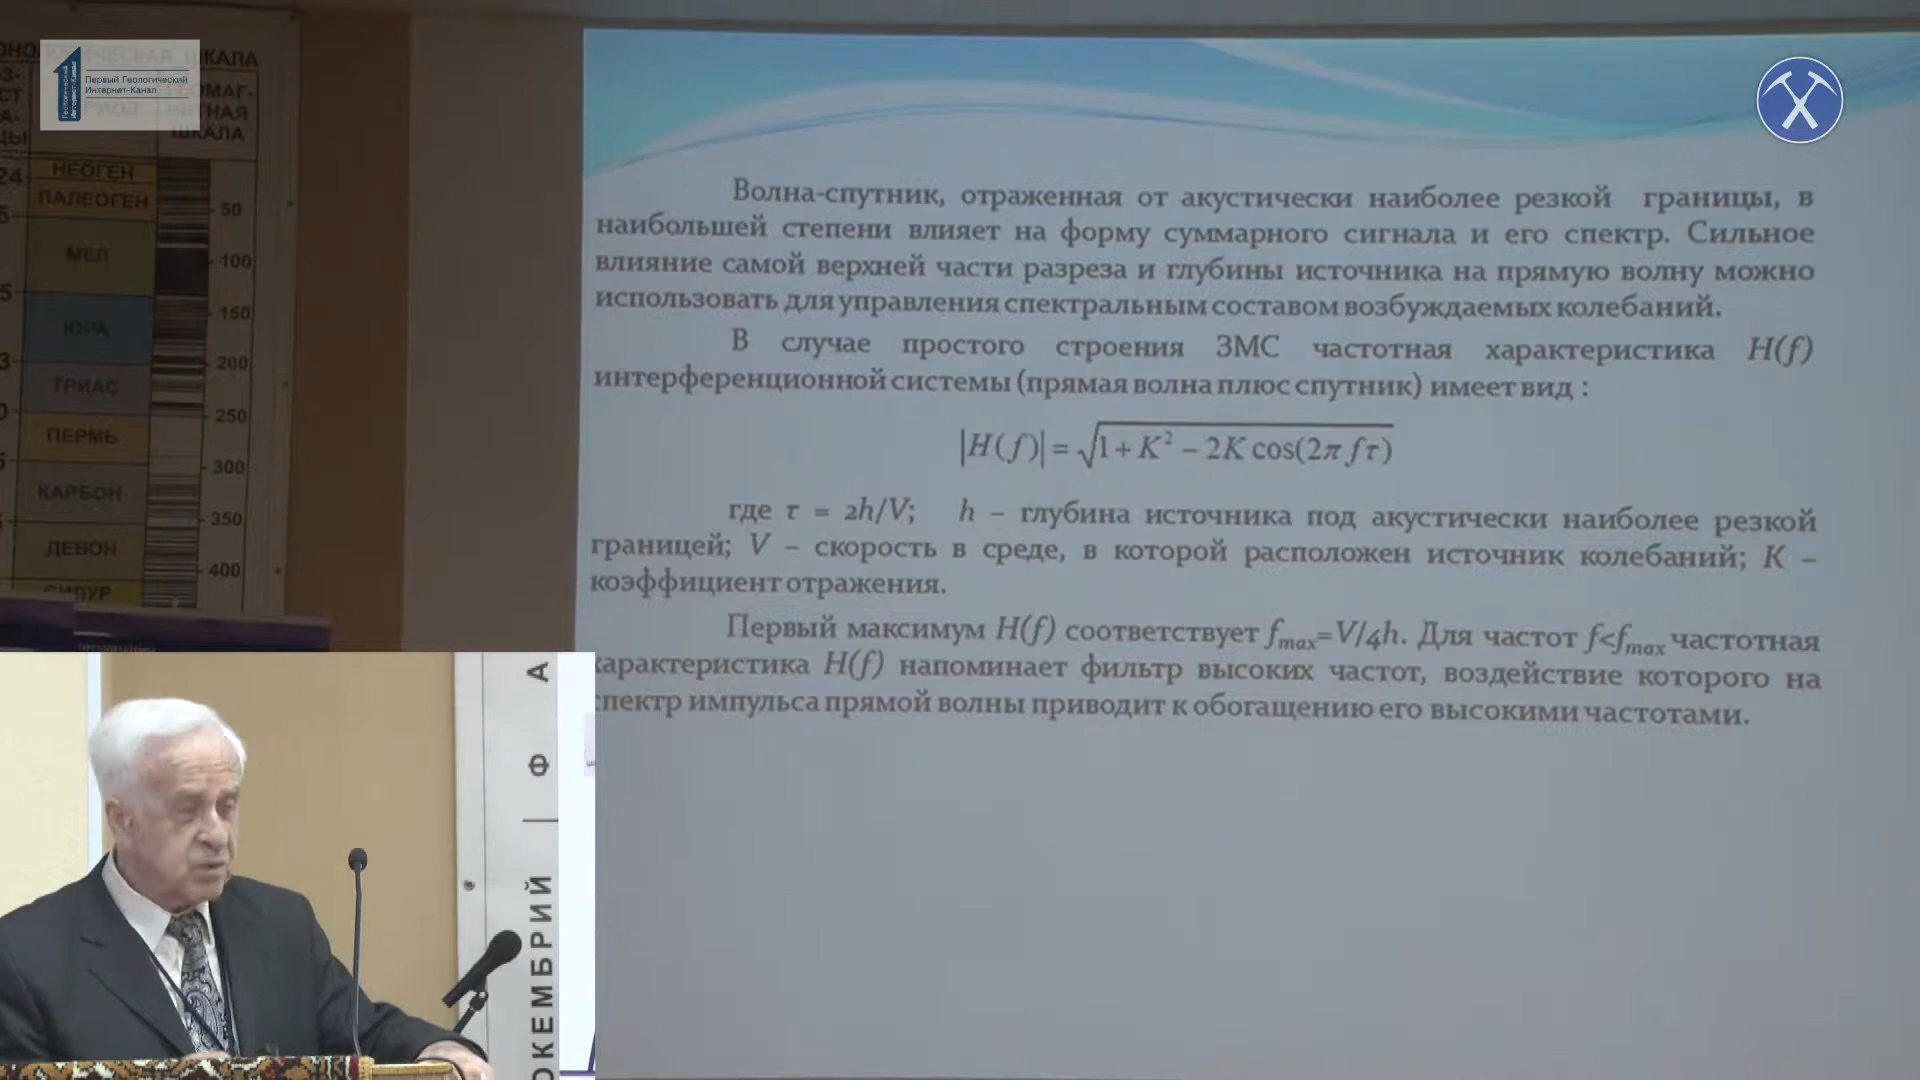 Первый Геологический
Интернет-Канал
ШКАЛА
НИТНАЯ
ШКАЛА
НЕОГЕН
ПАЛЕОГЕН
МЕЛ
ЮРА
ТРИАС
ПЕРМЬ
КАРБОН
ДЕВОН
СИЛУР
50
100
150
200
250
300
350
400
Волна-спутник, отраженная от акустически наиболее резкой границы, в
наибольшей степени влияет на форму суммарного сигнала и его спектр. Сильное
влияние самой верхней части разреза и глубины источника на прямую волну можно
использовать для управления спектральным составом возбуждаемых колебаний.
В случае простого строения ЗМС частотная характеристика H(f)
интерференционной системы (прямая волна плюс спутник) имеет вид :
|H(f)| = √1 + K² – 2K cos(2π fτ)
где τ = 2h/V; h – глубина источника под акустически наиболее резкой
границей; V – скорость в среде, в которой расположен источник колебаний; K –
коэффициент отражения.
Первый максимум H(f) соответствует fmax=V/4h. Для частот f<fmax частотная
характеристика H(f) напоминает фильтр высоких частот, воздействие которого на
спектр импульса прямой волны приводит к обогащению его высокими частотами.
ОКЕМБРИЙ | Ф А